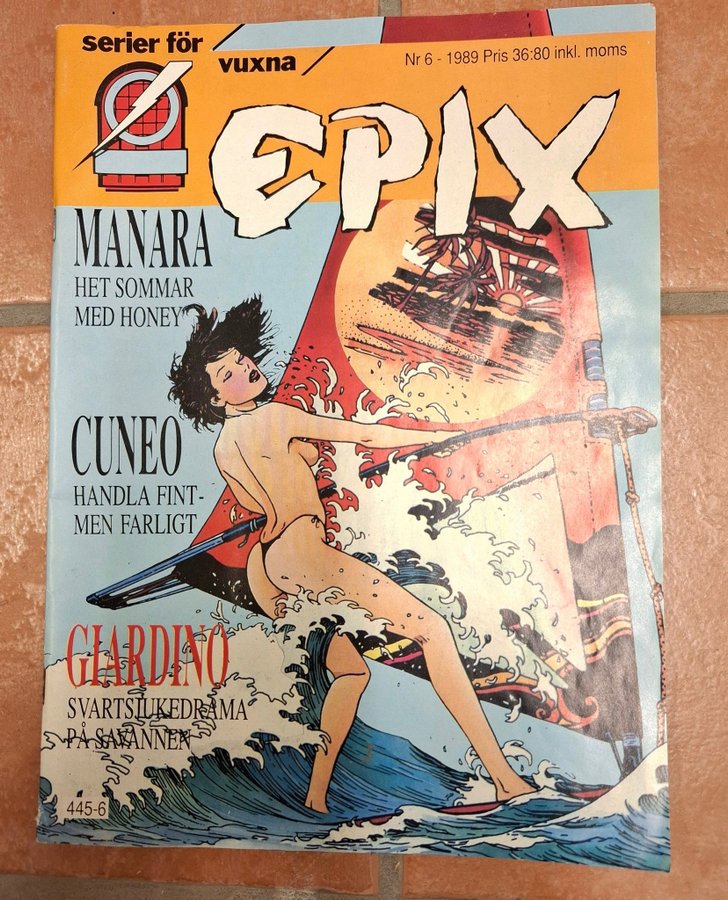 serier för
vuxna
Nr 6 - 1989 Pris 36:80 inkl. moms
EPIX
MANARA
HET SOMMAR
MED HONEY
CUNEO
HANDLA FINT-
MEN FARLIGT
GIARDINO
SVARTSJUKEDRAMA
PÅ SAVANNEN
445-6